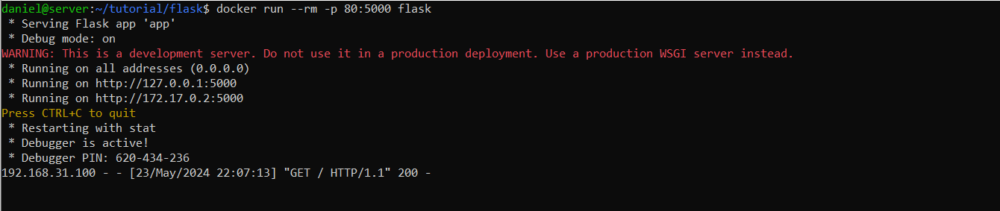 daniel@server:~/tutorial/flask$ docker run --rm -p 80:5000 flask
 * Serving Flask app 'app'
 * Debug mode: on
WARNING: This is a development server. Do not use it in a production deployment. Use a production WSGI server instead.
 * Running on all addresses (0.0.0.0)
 * Running on http://127.0.0.1:5000
 * Running on http://172.17.0.2:5000
Press CTRL+C to quit
 * Restarting with stat
 * Debugger is active!
 * Debugger PIN: 620-434-236
192.168.31.100 - - [23/May/2024 22:07:13] "GET / HTTP/1.1" 200 -